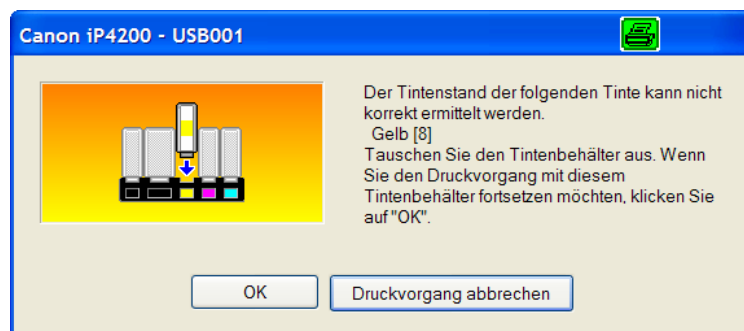 Canon iP4200 - USB001
Der Tintenstand der folgenden Tinte kann nicht
korrekt ermittelt werden.
Gelb [8]
Tauschen Sie den Tintenbehälter aus. Wenn
Sie den Druckvorgang mit diesem
Tintenbehälter fortsetzen möchten, klicken Sie
auf "OK".
OK
Druckvorgang abbrechen